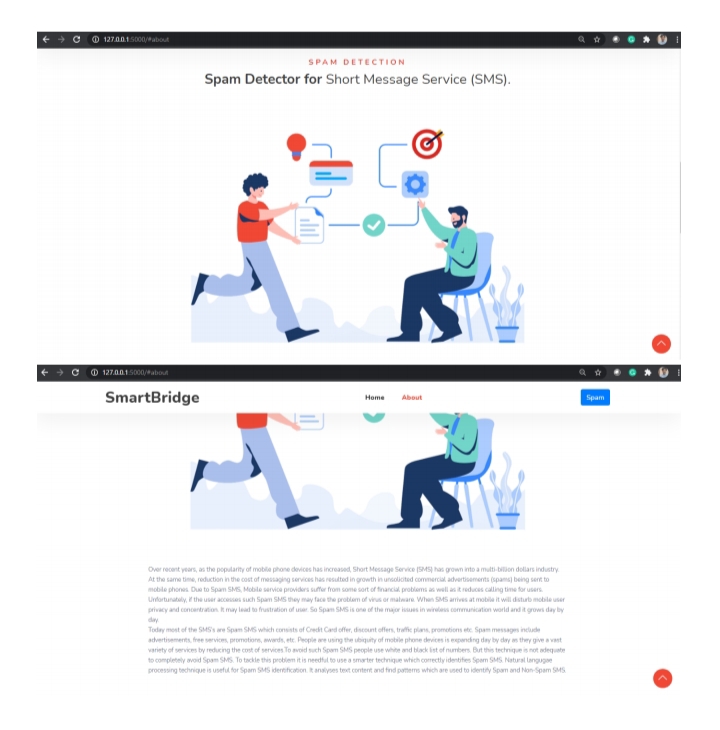 127.0.0.1:5000/#about
SPAM DETECTION
Spam Detector for Short Message Service (SMS).
127.0.0.1:5000/#about
SmartBridge
Home About Spam
Over recent years, as the popularity of mobile phone devices has increased, Short Message Service (SMS) has grown into a multi-billion dollars industry.
At the same time, reduction in the cost of messaging services has resulted in growth in unsolicited commercial advertisements (spams) being sent to
mobile phones. Due to Spam SMS, Mobile service providers suffer from some sort of financial problems as well as it reduces calling time for users.
Unfortunately, if the user accesses such Spam SMS they may face the problem of virus or malware. When SMS arrives at mobile it will disturb mobile user
privacy and concentration. It may lead to frustration of user. So Spam SMS is one of the major issues in wireless communication world and it grows day by
day.
Today most of the SMS's are Spam SMS which consists of Credit Card offer, discount offers, traffic plans, promotions etc. Spam messages include
advertisements, free services, promotions, awards, etc. People are using the ubiquity of mobile phone devices is expanding day by day as they give a vast
variety of services by reducing the cost of services.To avoid such Spam SMS people use white and black list of numbers. But this technique is not adequate
to completely avoid Spam SMS. To tackle this problem it is needful to use a smarter technique which correctly identifies Spam SMS. Natural langugae
processing technique is useful for Spam SMS identification. It analyses text content and find patterns which are used to identify Spam and Non-Spam SMS.